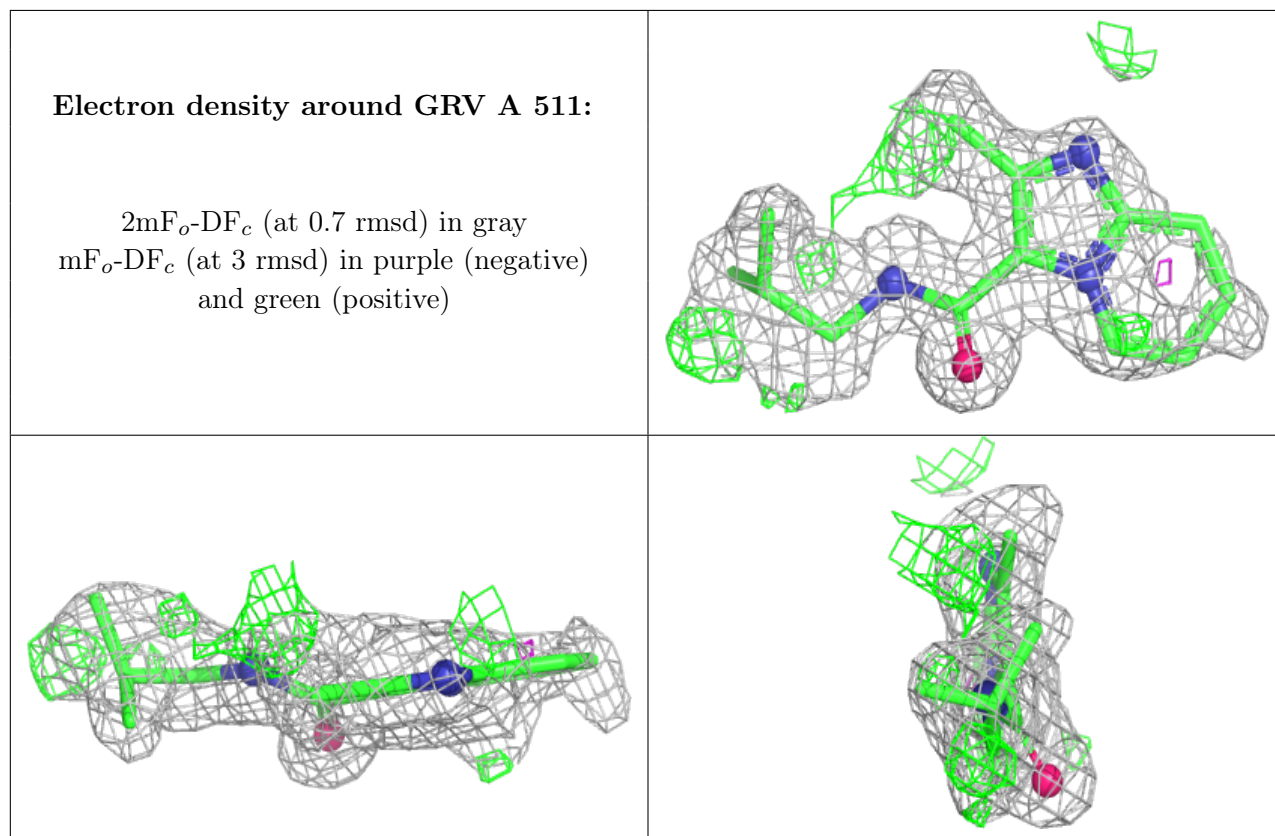 Electron density around GRV A 511:
2mFo-DFc (at 0.7 rmsd) in gray
mFo-DFc (at 3 rmsd) in purple (negative)
and green (positive)